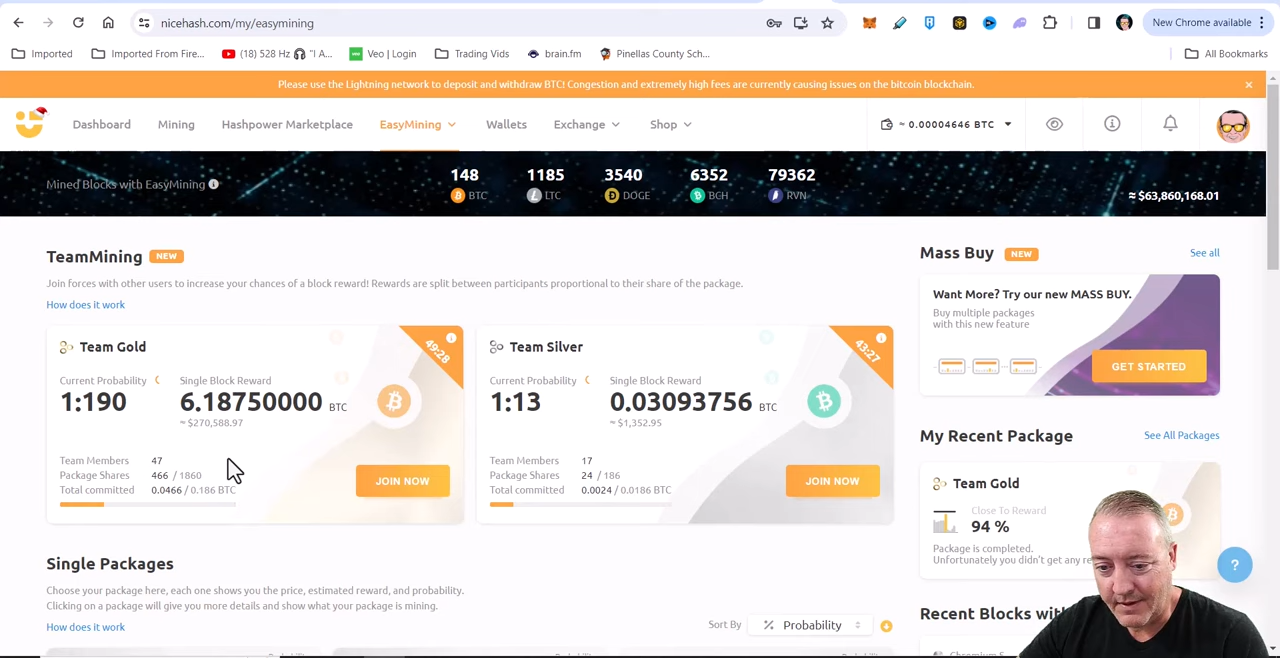 nicehash.com/my/easymining
New Chrome available
Imported
Imported From Fire...
(18) 528 Hz 🎧 "I A...
Veo | Login
Trading Vids
brain.fm
Pinellas County Sch...
All Bookmarks
Please use the Lightning network to deposit and withdraw BTC! Congestion and extremely high fees are currently causing issues on the bitcoin blockchain.
Dashboard
Mining
Hashpower Marketplace
EasyMining
Wallets
Exchange
Shop
≈ 0.00004646 BTC
Mined Blocks with EasyMining
148
BTC
1185
LTC
3540
DOGE
6352
BCH
79362
RVN
≈ $63,860,168.01
TeamMining NEW
Join forces with other users to increase your chances of a block reward! Rewards are split between participants proportional to their share of the package.
How does it work
Team Gold
49:28
Current Probability
1:190
Single Block Reward
6.18750000 BTC
≈ $270,588.97
Team Members 47
Package Shares 466 / 1860
Total committed 0.0466 / 0.186 BTC
JOIN NOW
Team Silver
43:27
Current Probability
1:13
Single Block Reward
0.03093756 BTC
≈ $1,352.95
Team Members 17
Package Shares 24 / 186
Total committed 0.0024 / 0.0186 BTC
JOIN NOW
Mass Buy NEW
See all
Want More? Try our new MASS BUY.
Buy multiple packages
with this new feature
GET STARTED
My Recent Package
See All Packages
Team Gold
Close To Reward
94 %
Package is completed.
Unfortunately you didn't get any re
Single Packages
Choose your package here, each one shows you the price, estimated reward, and probability.
Clicking on a package will give you more details and show what your package is mining.
How does it work
Sort By
Probability
Recent Blocks wit
?